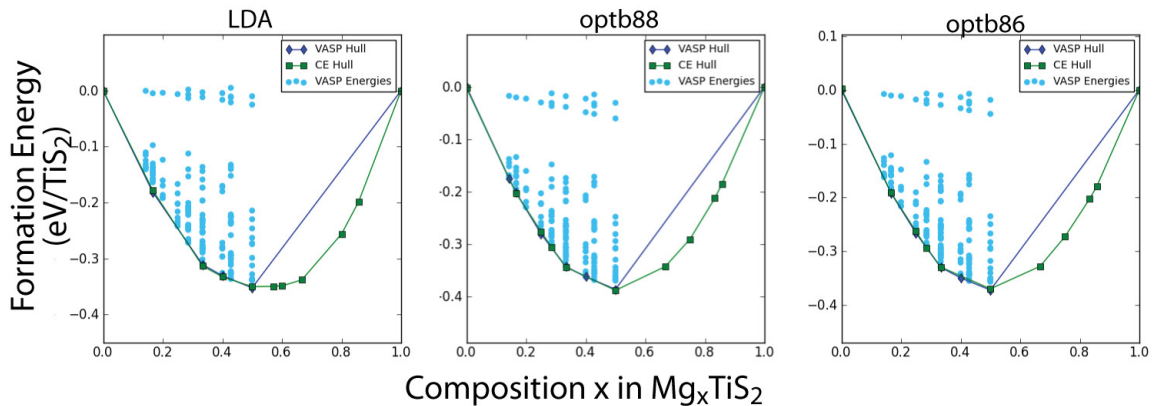 LDA
optb88
optb86
Formation Energy
(eV/TiS2)
VASP Hull
CE Hull
VASP Energies
0.0
−0.1
−0.2
−0.3
−0.4
0.0 0.2 0.4 0.6 0.8 1.0
VASP Hull
CE Hull
VASP Energies
0.0
-0.1
-0.2
-0.3
-0.4
0.0 0.2 0.4 0.6 0.8 1.0
VASP Hull
CE Hull
VASP Energies
0.1
0.0
−0.1
−0.2
−0.3
−0.4
0.0 0.2 0.4 0.6 0.8 1.0
Composition x in MgxTiS2